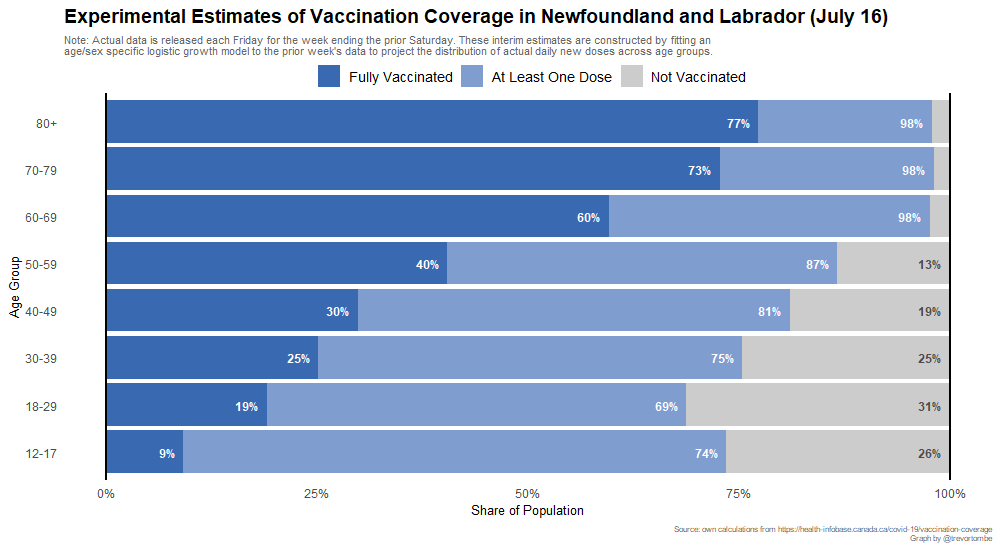 Experimental Estimates of Vaccination Coverage in Newfoundland and Labrador (July 16)
Note: Actual data is released each Friday for the week ending the prior Saturday. These interim estimates are constructed by fitting an
age/sex specific logistic growth model to the prior week's data to project the distribution of actual daily new doses across age groups.
Fully Vaccinated At Least One Dose Not Vaccinated
80+ 77% 98%
70-79 73% 98%
60-69 60% 98%
50-59 40% 87% 13%
Age Group
40-49 30% 81% 19%
30-39 25% 75% 25%
18-29 19% 69% 31%
12-17 9% 74% 26%
0% 25% 50% 75% 100%
Share of Population
Source: own calculations from https://health-infobase.canada.ca/covid-19/vaccination-coverage
Graph by @trevortombe